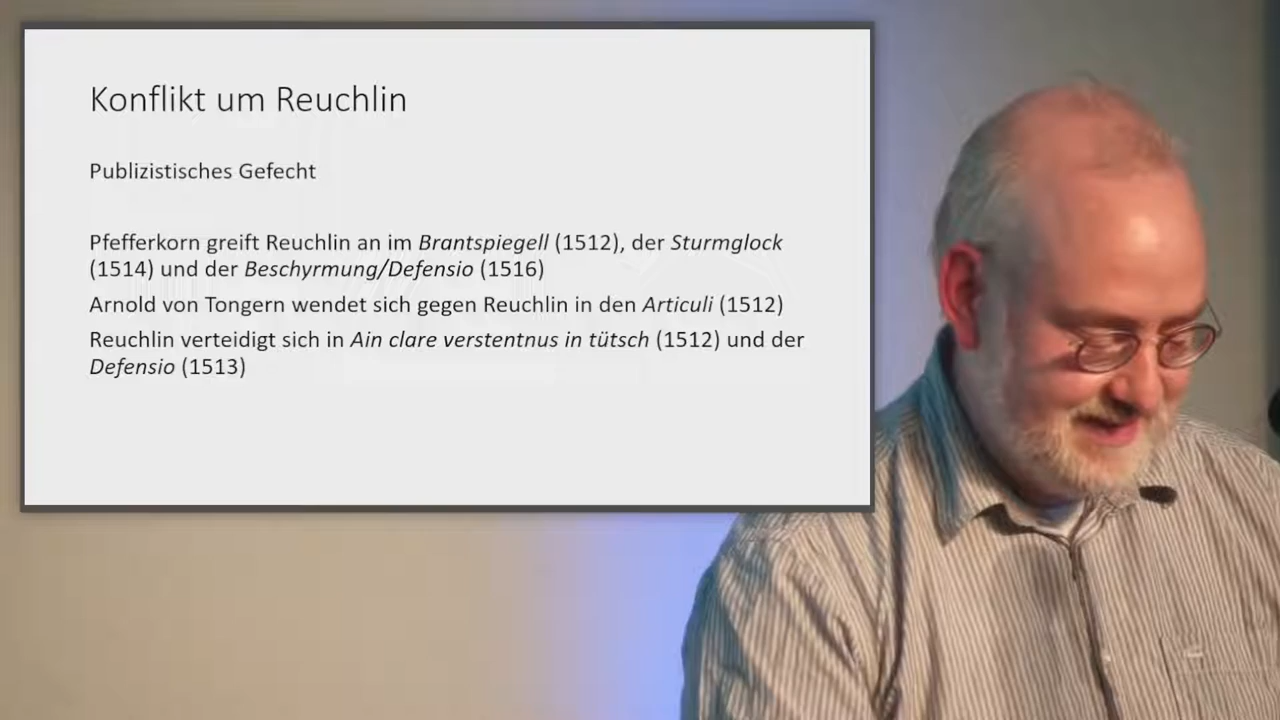 Konflikt um Reuchlin
Publizistisches Gefecht
Pfefferkorn greift Reuchlin an im Brantspiegell (1512), der Sturmglock
(1514) und der Beschyrmung/Defensio (1516)
Arnold von Tongern wendet sich gegen Reuchlin in den Articuli (1512)
Reuchlin verteidigt sich in Ain clare verstentnus in tütsch (1512) und der
Defensio (1513)